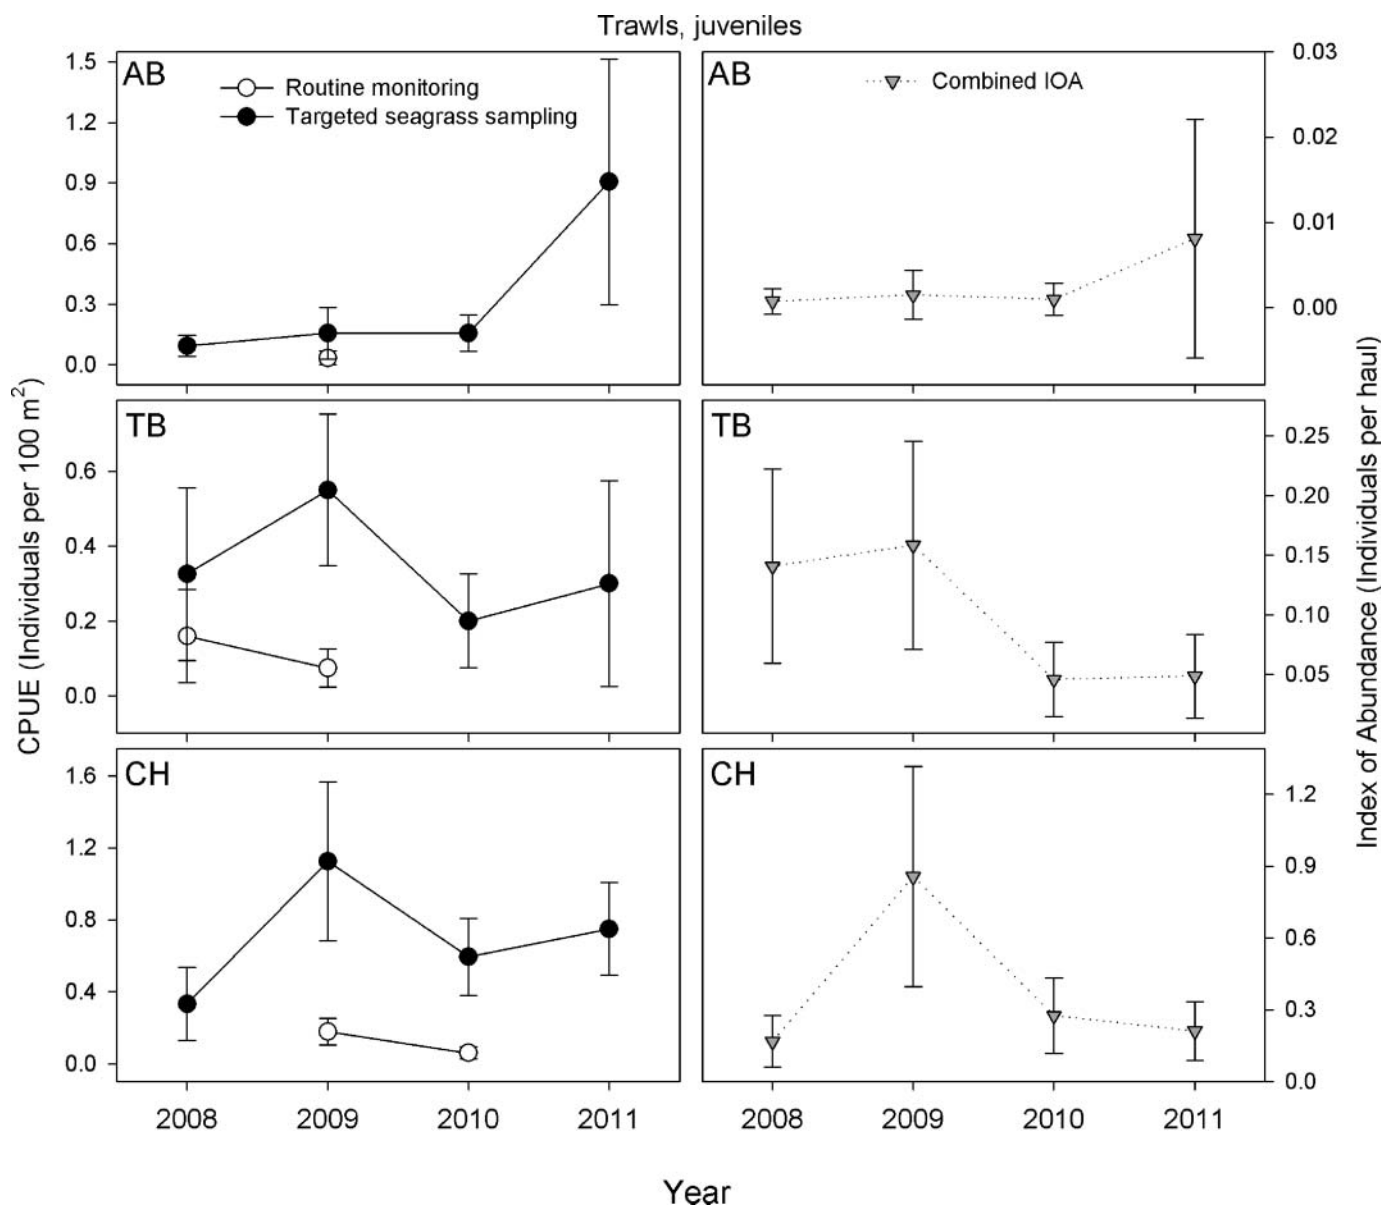 Trawls, juveniles
AB
Routine monitoring
Targeted seagrass sampling
1.5
1.2
0.9
0.6
0.3
0.0
AB
Combined IOA
0.03
0.02
0.01
0.00
TB
0.6
0.4
0.2
0.0
TB
0.25
0.20
0.15
0.10
0.05
CH
1.6
1.2
0.8
0.4
0.0
CH
1.2
0.9
0.6
0.3
0.0
CPUE (Individuals per 100 m²)
Index of Abundance (Individuals per haul)
2008 2009 2010 2011
2008 2009 2010 2011
Year